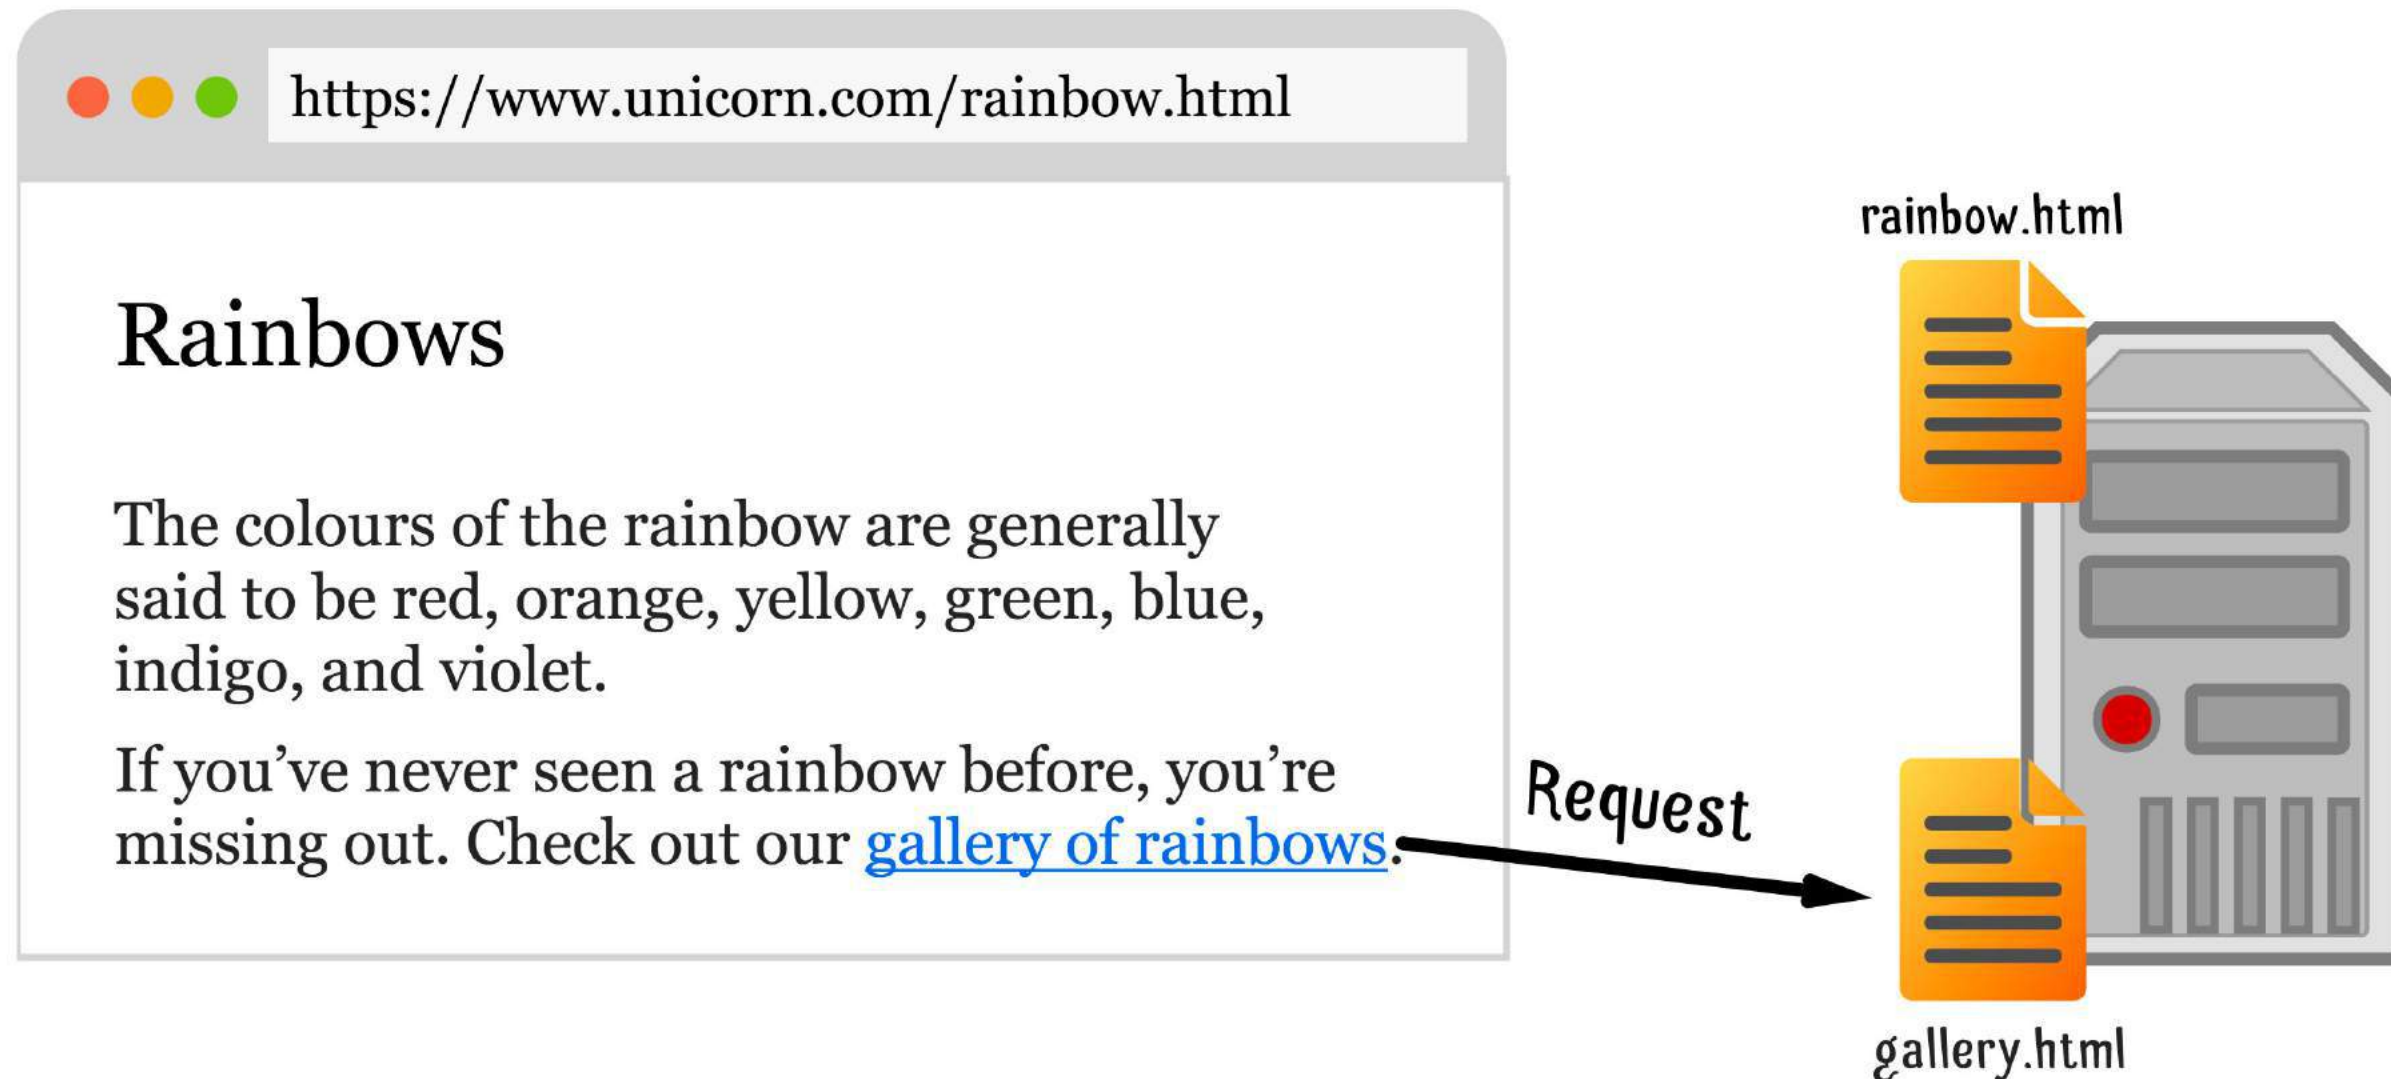 https://www.unicorn.com/rainbow.html
Rainbows
The colours of the rainbow are generally
said to be red, orange, yellow, green, blue,
indigo, and violet.
If you’ve never seen a rainbow before, you’re
missing out. Check out our gallery of rainbows.
Request
rainbow.html
gallery.html